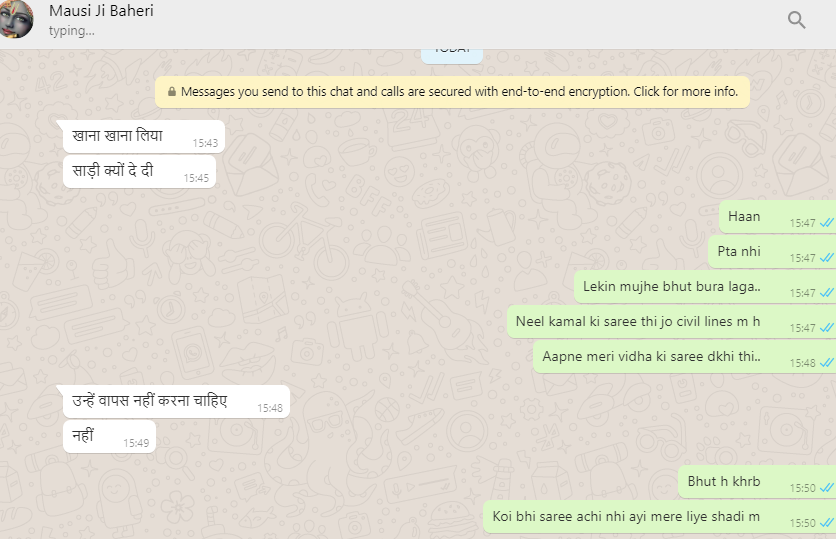 Mausi Ji Baheri
typing...
TODAY
Messages you send to this chat and calls are secured with end-to-end encryption. Click for more info.
खाना खाना लिया 15:43
साड़ी क्यों दे दी 15:45
Haan 15:47
Pta nhi 15:47
Lekin mujhe bhut bura laga.. 15:47
Neel kamal ki saree thi jo civil lines m h 15:47
Aapne meri vidha ki saree dkhi thi.. 15:48
उन्हें वापस नहीं करना चाहिए 15:48
नहीं 15:49
Bhut h khrb 15:50
Koi bhi saree achi nhi ayi mere liye shadi m 15:50